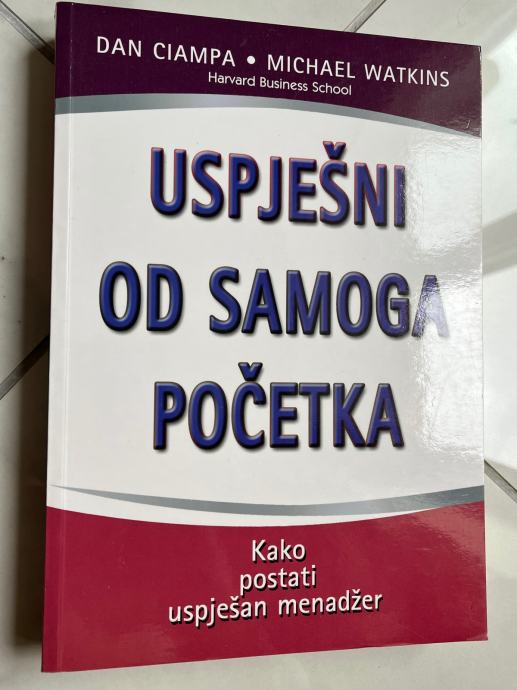 DAN CIAMPA • MICHAEL WATKINS
Harvard Business School
USPJEŠNI
OD SAMOGA
POČETKA
Kako
postati
uspješan menadžer